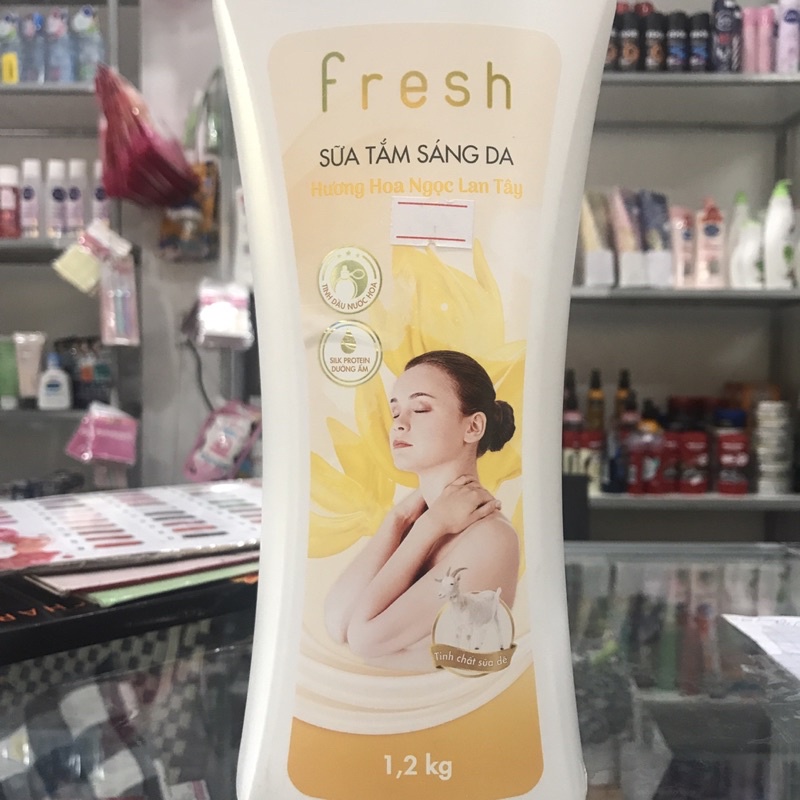 fresh
SỮA TẮM SÁNG DA
Hương Hoa Ngọc Lan Tây
TINH DẦU NƯỚC HOA
SILK PROTEIN
DƯỠNG ẨM
Tinh chất sữa dê
1,2 kg